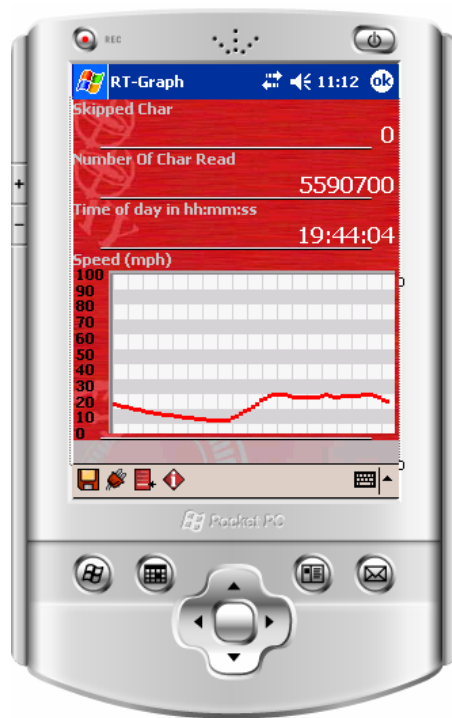 REC
RT-Graph 11:12 ok
Skipped Char
0
Number Of Char Read
5590700
+
Time of day in hh:mm:ss
-
19:44:04
Speed (mph)
100
90
80
70
60
50
40
30
20
10
0
Pocket PC